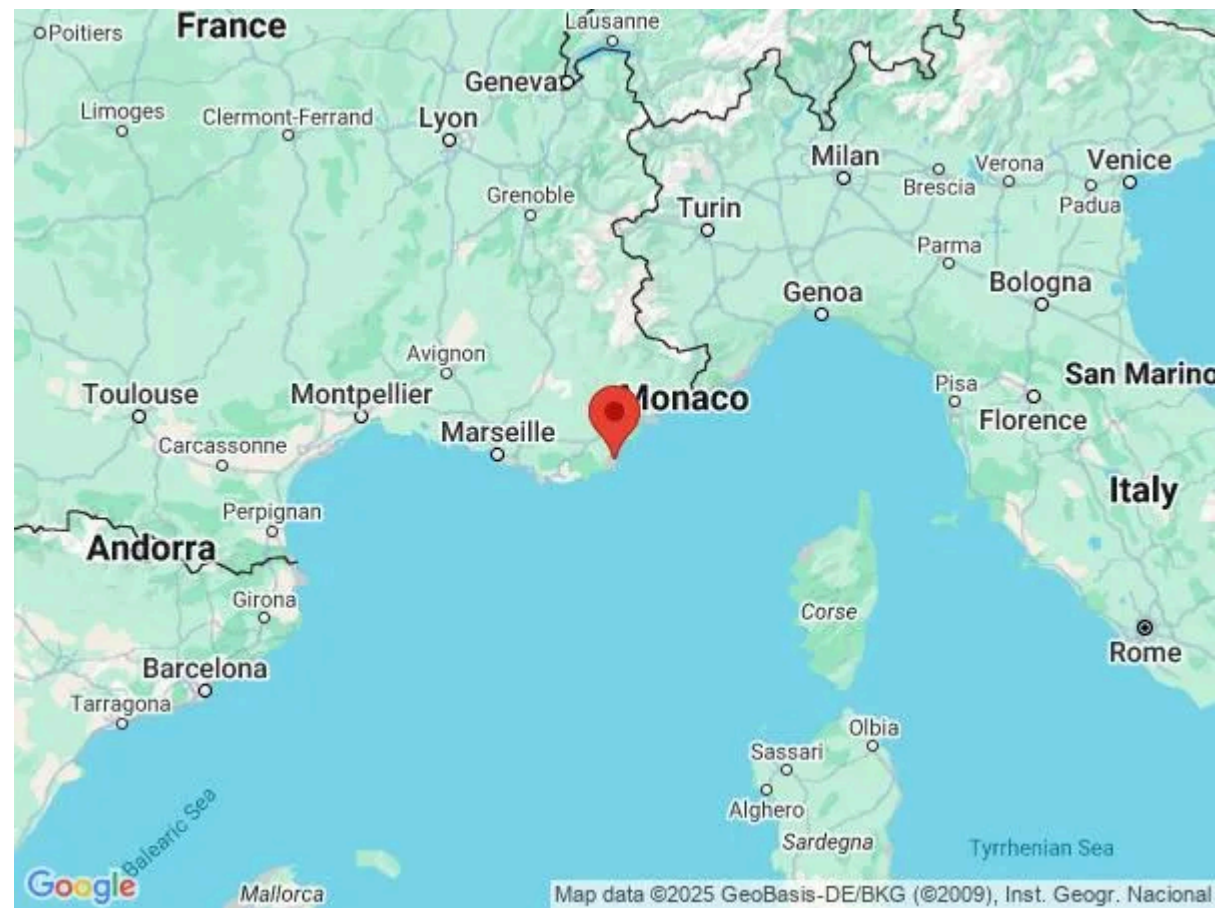 Poitiers
France
Lausanne
Geneva
Limoges
Clermont-Ferrand
Lyon
Milan
Brescia
Verona
Venice
Padua
Grenoble
Turin
Parma
Genoa
Bologna
Avignon
Toulouse
Montpellier
Monaco
Pisa
San Marino
Florence
Carcassonne
Marseille
Perpignan
Italy
Andorra
Girona
Corse
Rome
Barcelona
Tarragona
Olbia
Sassari
Alghero
Balearic Sea
Sardegna
Tyrrhenian Sea
Google
Mallorca
Map data ©2025 GeoBasis-DE/BKG (©2009), Inst. Geogr. Nacional